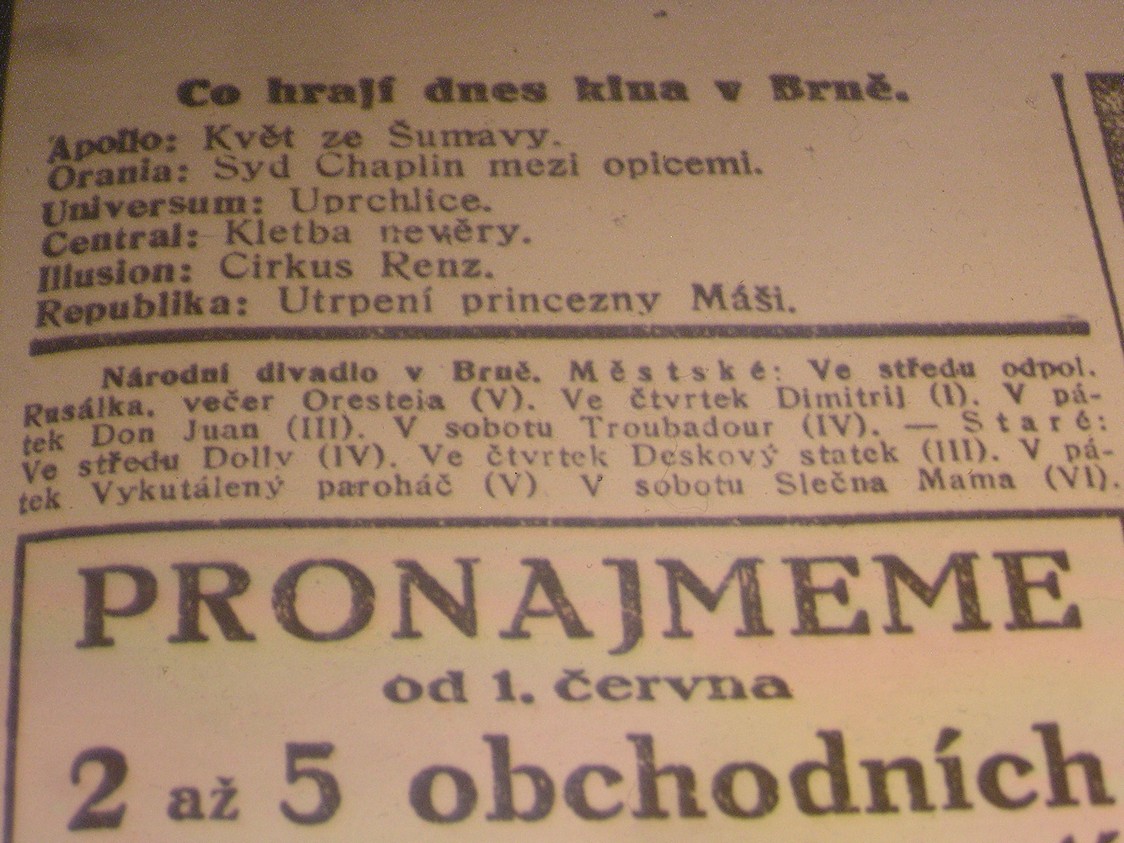 Co hrají dnes kina v Brně.
Apollo: Květ ze Šumavy.
Orania: Syd Chaplin mezi opicemi.
Universum: Uprchlice.
Central: Kletba nevěry.
Illusion: Cirkus Renz.
Republika: Utrpení princezny Máši.
Národní divadlo v Brně. Městské: Ve středu odpol.
Rusálka, večer Oresteia (V). Ve čtvrtek Dimitrij (I). V pá-
tek Don Juan (III). V sobotu Troubadour (IV). — Staré:
Ve středu Dolly (IV). Ve čtvrtek Deskový statek (III). V pá-
tek Vykutálený paroháč (V) V sobotu Slečna Mama (VI).
PRONAJMEME
od 1. června
2 až 5 obchodních